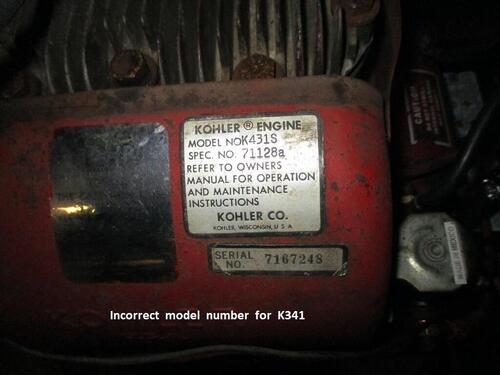 KOHLER® ENGINE
MODEL NO K431S
SPEC. NO. 71128a
REFER TO OWNERS
MANUAL FOR OPERATION
AND MAINTENANCE
INSTRUCTIONS
KOHLER CO.
KOHLER, WISCONSIN, U S A
SERIAL
NO. 7167248
CAUTION
Incorrect model number for K341